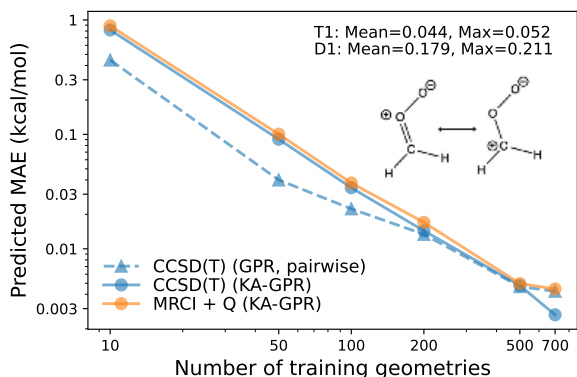 T1: Mean=0.044, Max=0.052
D1: Mean=0.179, Max=0.211
Predicted MAE (kcal/mol)
1
0.3
0.1
0.03
0.01
0.003
O⊖
⊕O
C
H
H
O⊖
O
⊕C
H
H
CCSD(T) (GPR, pairwise)
CCSD(T) (KA-GPR)
MRCI + Q (KA-GPR)
10 50 100 200 500 700
Number of training geometries